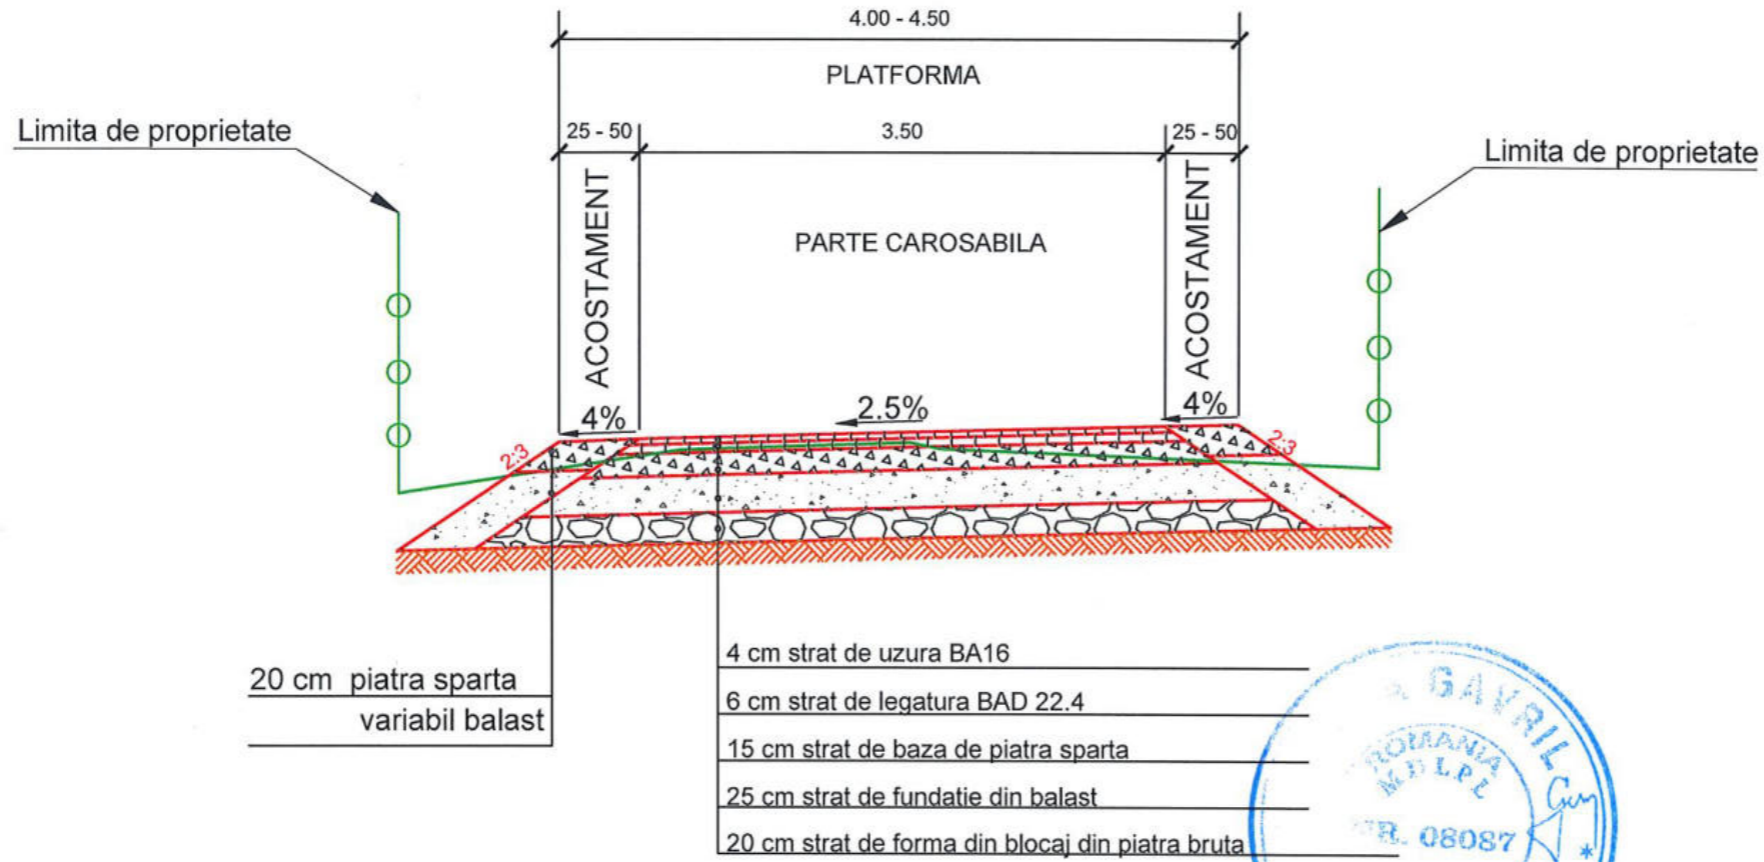 4.00 - 4.50
PLATFORMA
Limita de proprietate
25 - 50
3.50
25 - 50
Limita de proprietate
ACOSTAMENT
PARTE CAROSABILA
ACOSTAMENT
4%
2.5%
4%
2:3
2:3
20 cm piatra sparta
variabil balast
4 cm strat de uzura BA16
6 cm strat de legatura BAD 22.4
15 cm strat de baza de piatra sparta
25 cm strat de fundatie din balast
20 cm strat de forma din blocaj din piatra bruta
GAVRIL
ROMANIA
08087